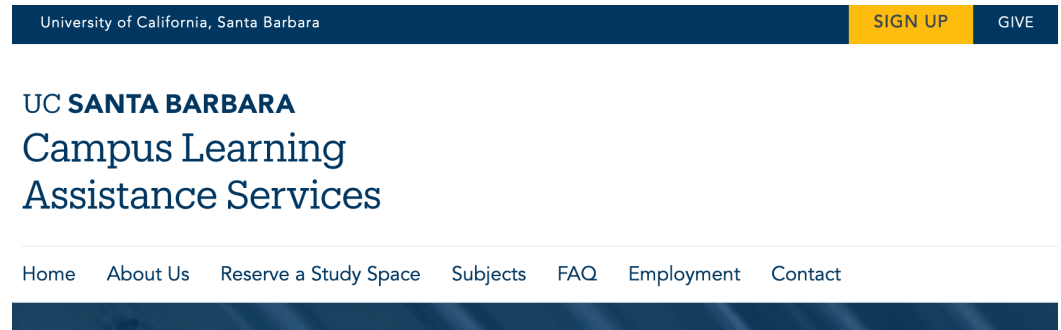 University of California, Santa Barbara SIGN UP GIVE
UC SANTA BARBARA
Campus Learning
Assistance Services
Home About Us Reserve a Study Space Subjects FAQ Employment Contact